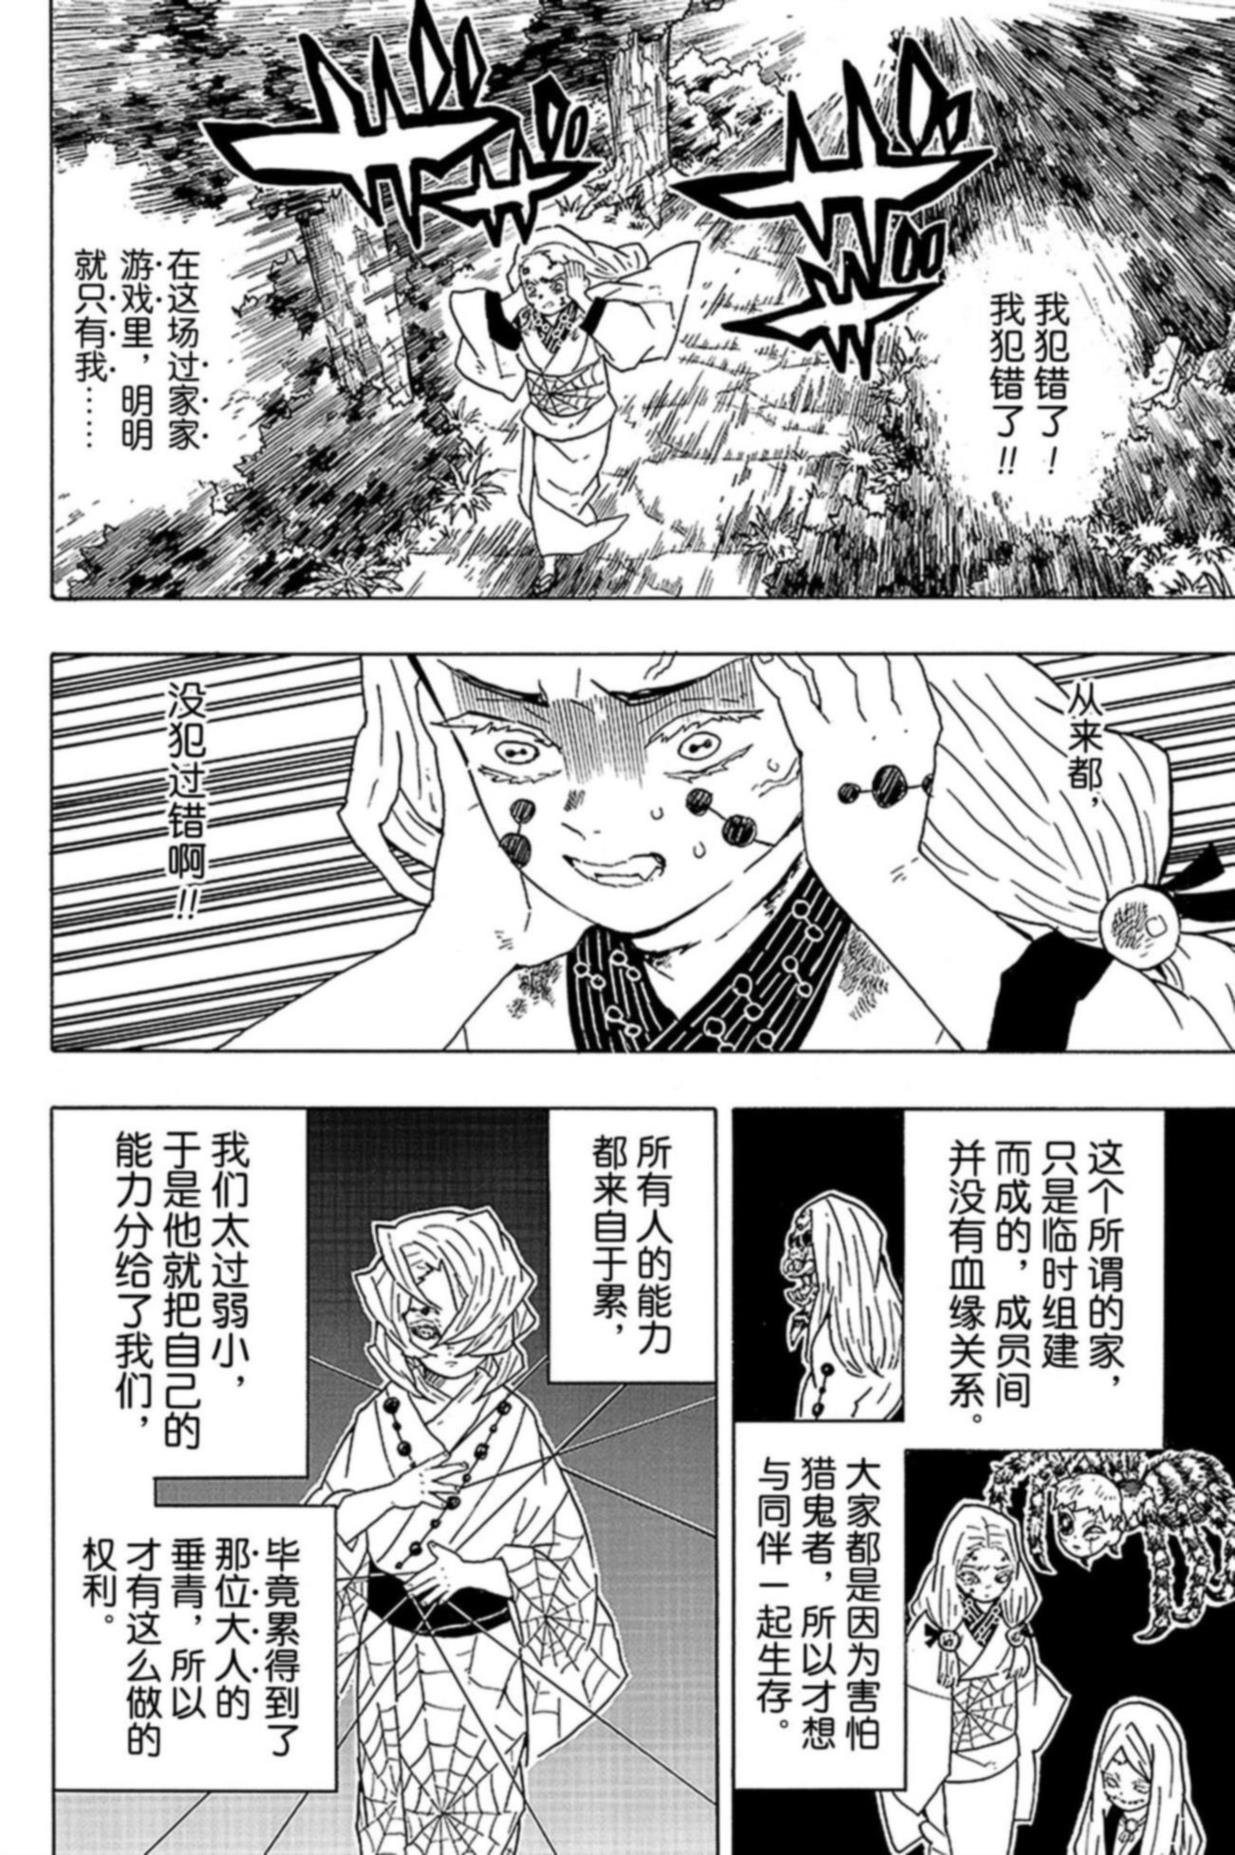 我犯错了！
我犯错了!!
ザザ
ザザ
在这场过家家
游戏里，明明
就只有我……
从来都，
没犯过错啊!!
这个所谓的家，
只是临时组建
而成的，成员间
并没有血缘关系。
大家都是因为害怕
猎鬼者，所以才想
与同伴一起生存。
所有人的能力
都来自于累，
我们太过弱小，
于是他就把自己的
能力分给了我们，
毕竟累得到了
那位大人的
垂青，所以
才有这么做的
权利。